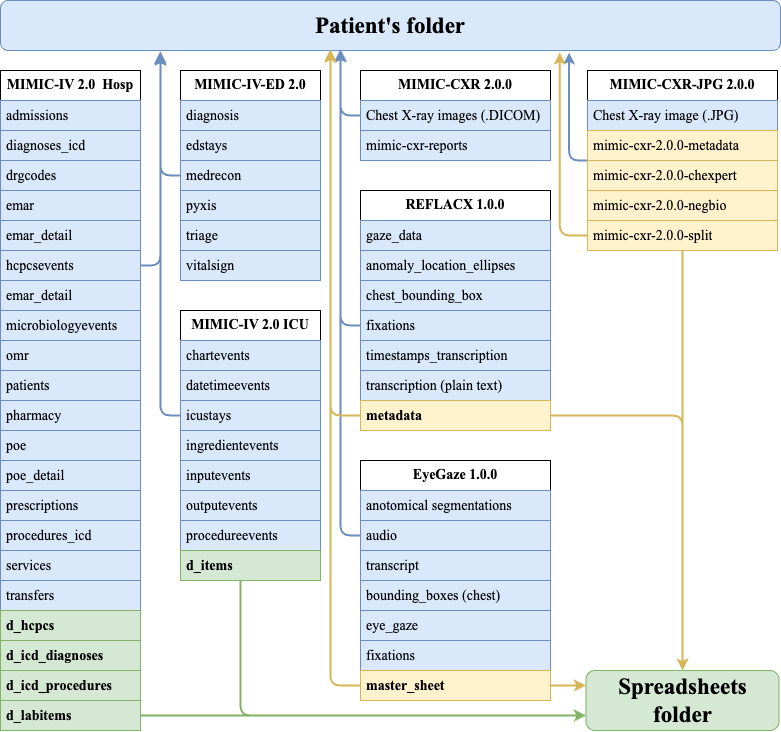 Patient's folder
MIMIC-IV 2.0 Hosp
admissions
diagnoses_icd
drgcodes
emar
emar_detail
hcpcsevents
emar_detail
microbiologyevents
omr
patients
pharmacy
poe
poe_detail
prescriptions
procedures_icd
services
transfers
d_hcpcs
d_icd_diagnoses
d_icd_procedures
d_labitems
MIMIC-IV-ED 2.0
diagnosis
edstays
medrecon
pyxis
triage
vitalsign
MIMIC-IV 2.0 ICU
chartevents
datetimeevents
icustays
ingredientevents
inputevents
outputevents
procedureevents
d_items
MIMIC-CXR 2.0.0
Chest X-ray images (.DICOM)
mimic-cxr-reports
REFLACX 1.0.0
gaze_data
anomaly_location_ellipses
chest_bounding_box
fixations
timestamps_transcription
transcription (plain text)
metadata
EyeGaze 1.0.0
anotomical segmentations
audio
transcript
bounding_boxes (chest)
eye_gaze
fixations
master_sheet
MIMIC-CXR-JPG 2.0.0
Chest X-ray image (.JPG)
mimic-cxr-2.0.0-metadata
mimic-cxr-2.0.0-chexpert
mimic-cxr-2.0.0-negbio
mimic-cxr-2.0.0-split
Spreadsheets
folder